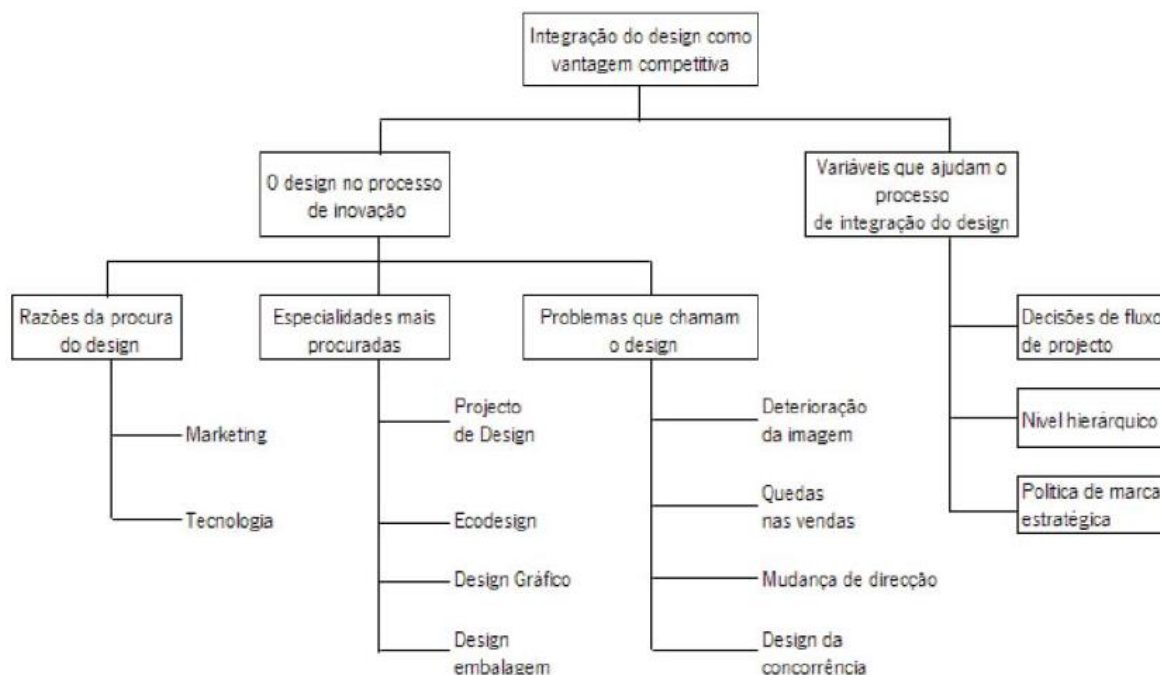 Integração do design como
vantagem competitiva
O design no processo
de inovação
Variáveis que ajudam o
processo
de integração do design
Razões da procura
do design
Especialidades mais
procuradas
Problemas que chamam
o design
Decisões de fluxo
de projecto
Nivel hierárquico
Politica de marca
estratégica
Marketing
Tecnologia
Projecto
de Design
Ecodesign
Design Gráfico
Design
embalagem
Deterioração
da imagem
Quedas
nas vendas
Mudança de direcção
Design da
concorrência